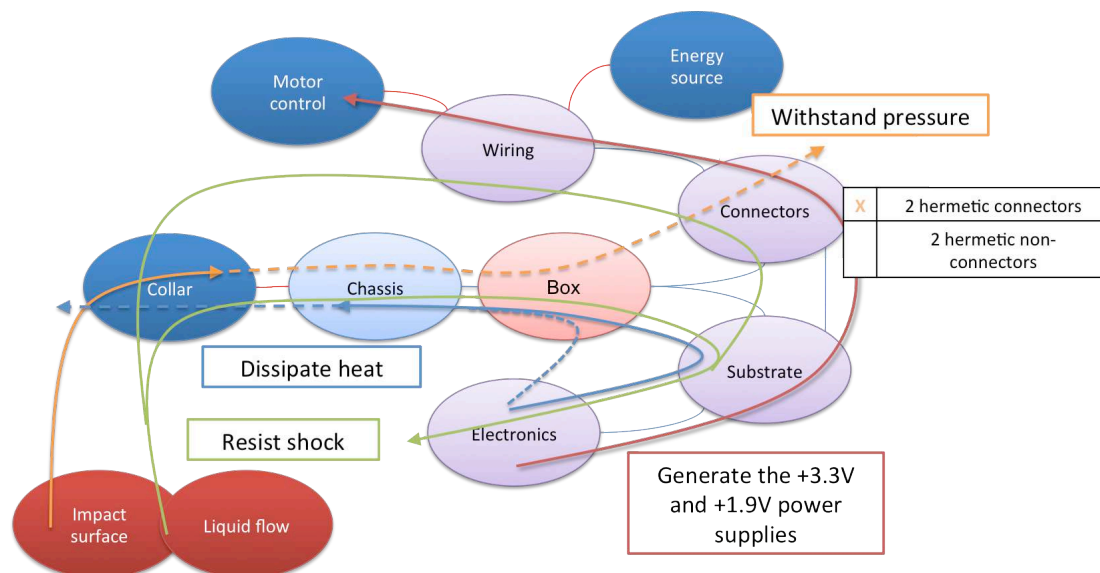 Energy
source
Motor
control
Withstand pressure
Wiring
Connectors
X 2 hermetic connectors
2 hermetic non-
connectors
Collar
Chassis
Box
Dissipate heat
Substrate
Resist shock
Electronics
Generate the +3.3V
and +1.9V power
supplies
Impact
surface
Liquid flow